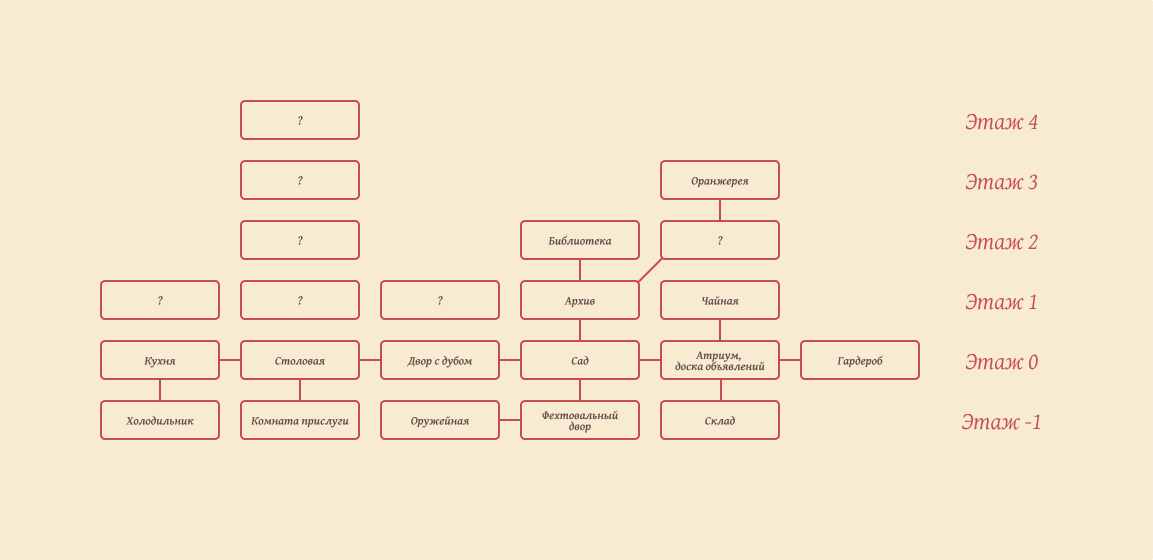 ?
Этаж 4
?
Оранжерея
Этаж 3
?
Библиотека
?
Этаж 2
?
?
?
Архив
Чайная
Этаж 1
Кухня
Столовая
Двор с дубом
Сад
Атриум,
доска объявлений
Гардероб
Этаж 0
Холодильник
Комната прислуги
Оружейная
Фехтовальный
двор
Склад
Этаж -1